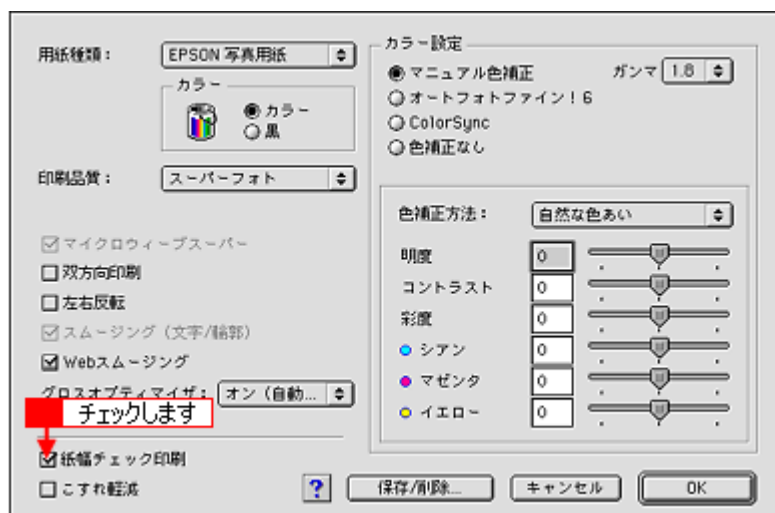 用紙種類：
EPSON 写真用紙
カラー
カラー
黒
印刷品質：
スーパーフォト
マイクロウィーブスーパー
双方向印刷
左右反転
スムージング（文字/輪郭）
Webスムージング
グロスオプティマイザ：
オン（自動...
チェックします
紙幅チェック印刷
こすれ軽減
カラー設定
マニュアル色補正
ガンマ 1.8
オートフォトファイン！6
ColorSync
色補正なし
色補正方法：
自然な色あい
明度 0
コントラスト 0
彩度 0
シアン 0
マゼンタ 0
イエロー 0
?
保存/削除...
キャンセル
OK